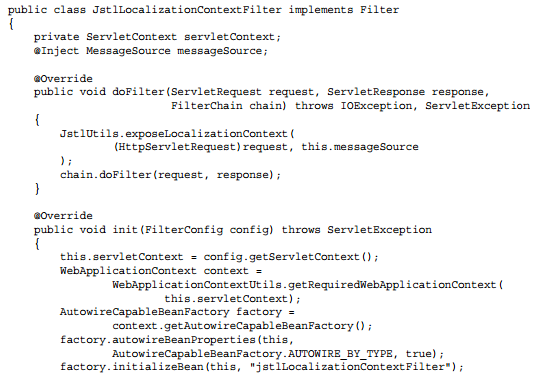 public class JstlLocalizationContextFilter implements Filter
{
    private ServletContext servletContext;
    @Inject MessageSource messageSource;

    @Override
    public void doFilter(ServletRequest request, ServletResponse response,
                         FilterChain chain) throws IOException, ServletException
    {
        JstlUtils.exposeLocalizationContext(
                (HttpServletRequest)request, this.messageSource
        );
        chain.doFilter(request, response);
    }

    @Override
    public void init(FilterConfig config) throws ServletException
    {
        this.servletContext = config.getServletContext();
        WebApplicationContext context =
                WebApplicationContextUtils.getRequiredWebApplicationContext(
                        this.servletContext);
        AutowireCapableBeanFactory factory =
                context.getAutowireCapableBeanFactory();
        factory.autowireBeanProperties(this,
                AutowireCapableBeanFactory.AUTOWIRE_BY_TYPE, true);
        factory.initializeBean(this, "jstlLocalizationContextFilter");